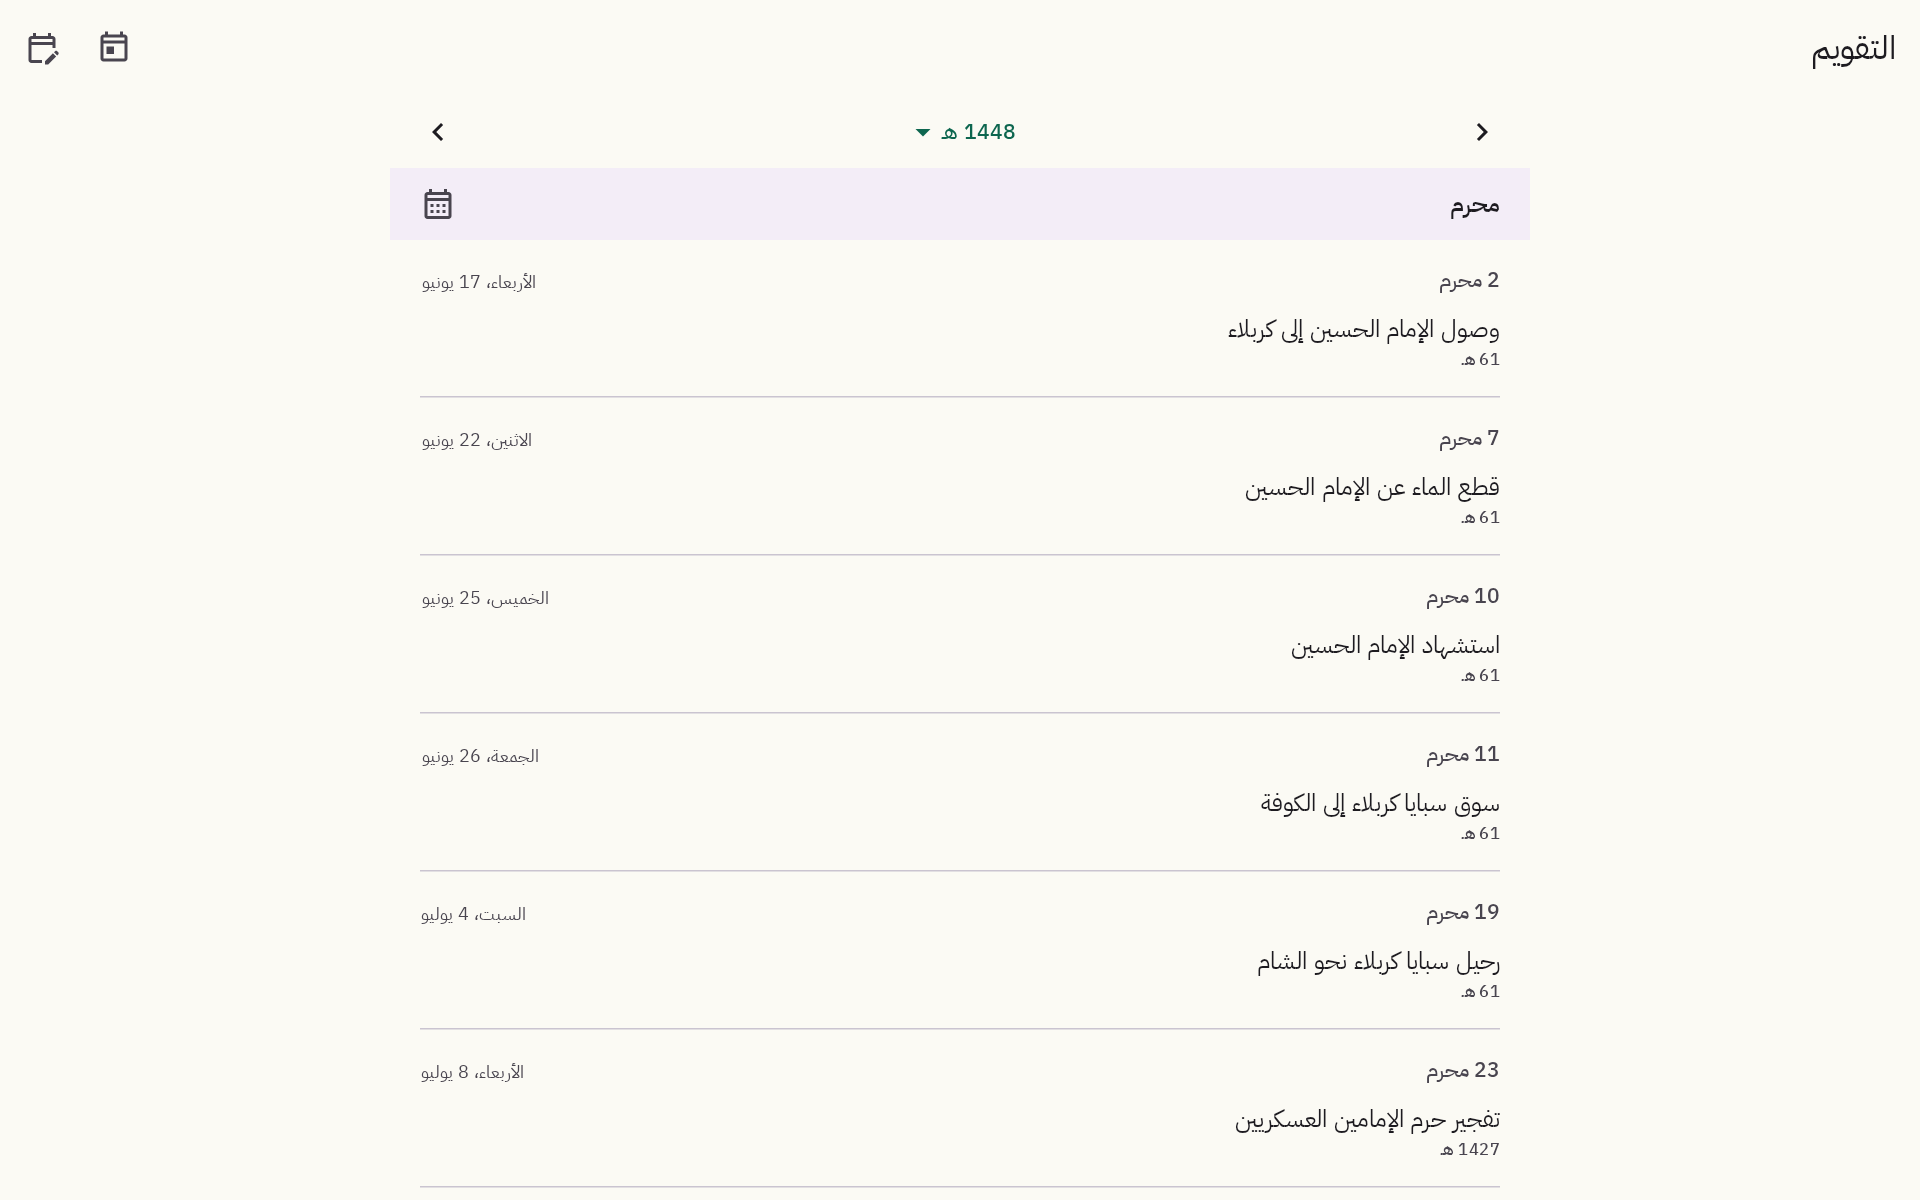 التقويم
1448 هـ
محرم
2 محرم
الأربعاء، 17 يونيو
وصول الإمام الحسين إلى كربلاء
61 هـ
7 محرم
الاثنين، 22 يونيو
قطع الماء عن الإمام الحسين
61 هـ
10 محرم
الخميس، 25 يونيو
استشهاد الإمام الحسين
61 هـ
11 محرم
الجمعة، 26 يونيو
سوق سبايا كربلاء إلى الكوفة
61 هـ
19 محرم
السبت، 4 يوليو
رحيل سبايا كربلاء نحو الشام
61 هـ
23 محرم
الأربعاء، 8 يوليو
تفجير حرم الإمامين العسكريين
1427 هـ